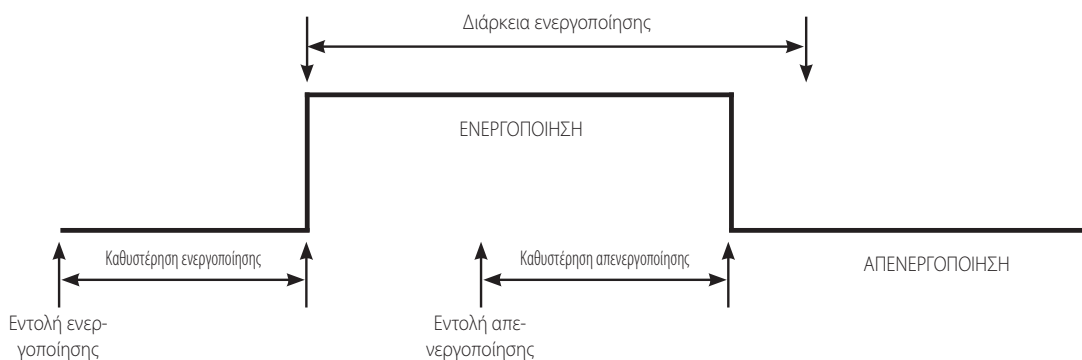 Διάρκεια ενεργοποίησης
ΕΝΕΡΓΟΠΟΙΗΣΗ
Καθυστέρηση ενεργοποίησης
Καθυστέρηση απενεργοποίησης
ΑΠΕΝΕΡΓΟΠΟΙΗΣΗ
Εντολή ενερ-
γοποίησης
Εντολή απε-
νεργοποίησης